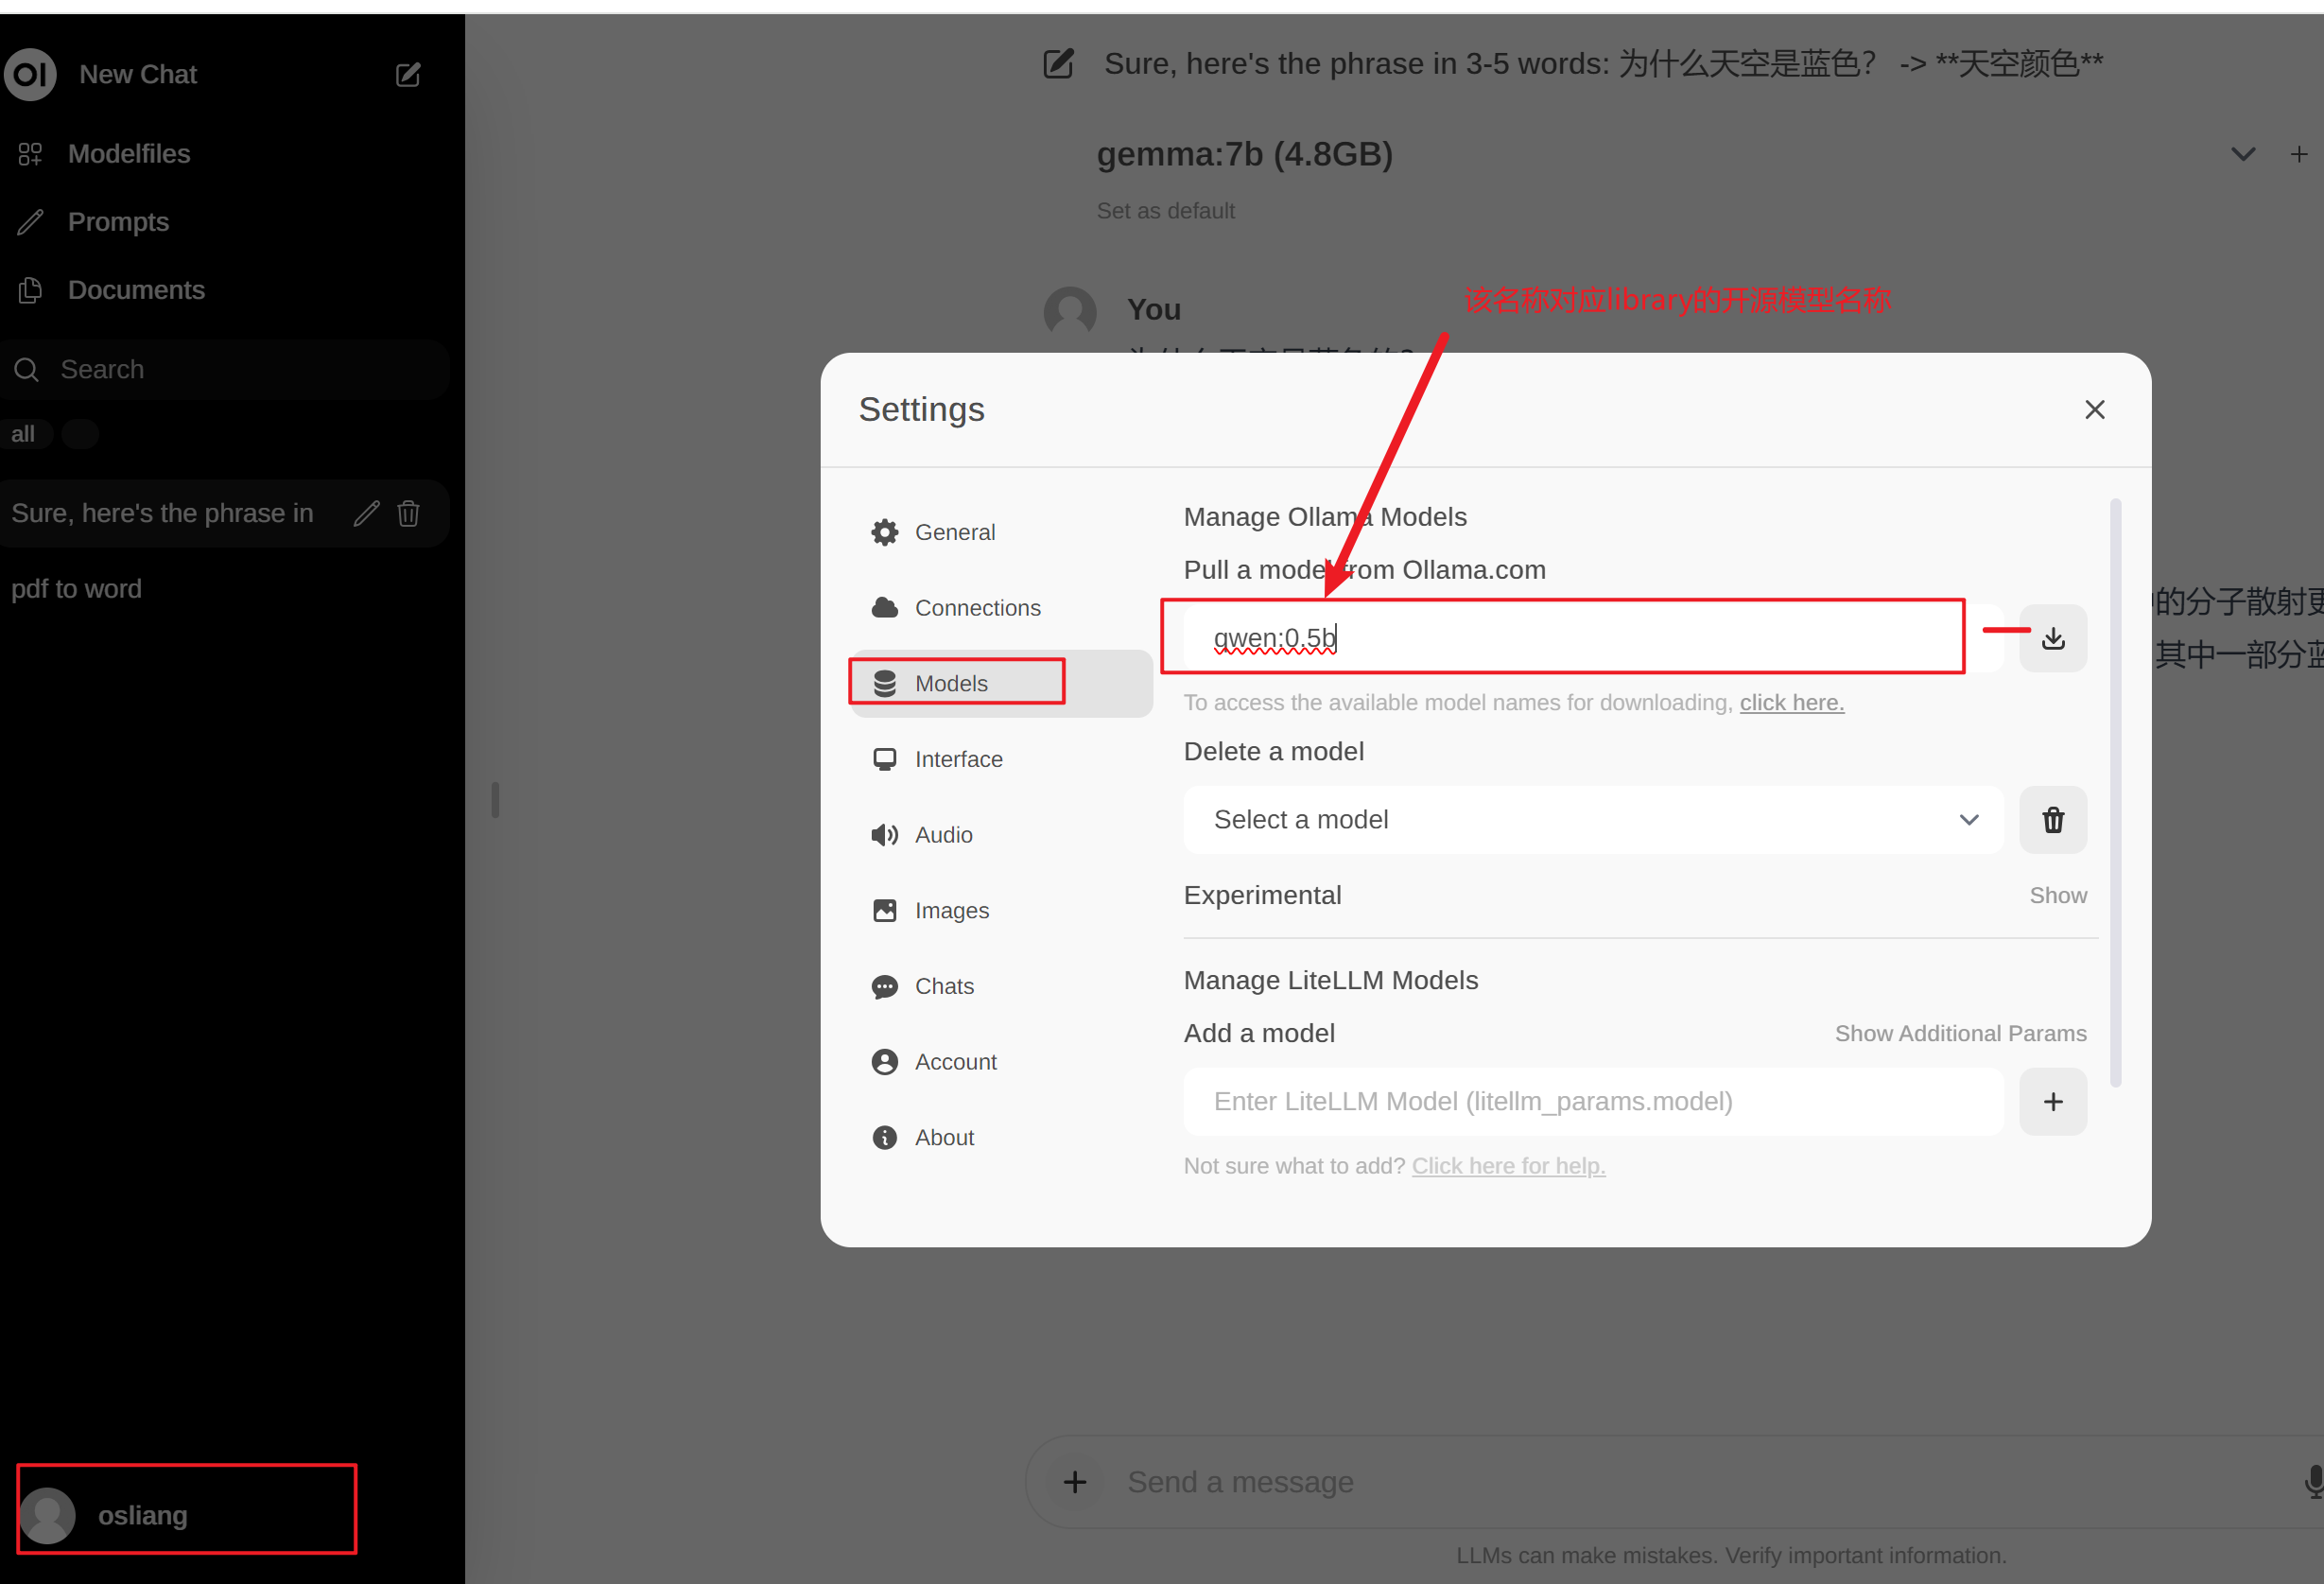 New Chat
Modelfiles
Prompts
Documents
Search
all
Sure, here's the phrase in
pdf to word
osliang
Sure, here's the phrase in 3-5 words: 为什么天空是蓝色？ -> **天空颜色**
gemma:7b (4.8GB)
Set as default
You
该名称对应library的开源模型名称
的分子散射更
其中一部分蓝
Settings
General
Connections
Models
Interface
Audio
Images
Chats
Account
About
Manage Ollama Models
Pull a model from Ollama.com
qwen:0.5b
To access the available model names for downloading, click here.
Delete a model
Select a model
Experimental
Show
Manage LiteLLM Models
Add a model
Show Additional Params
Enter LiteLLM Model (litellm_params.model)
Not sure what to add? Click here for help.
Send a message
LLMs can make mistakes. Verify important information.